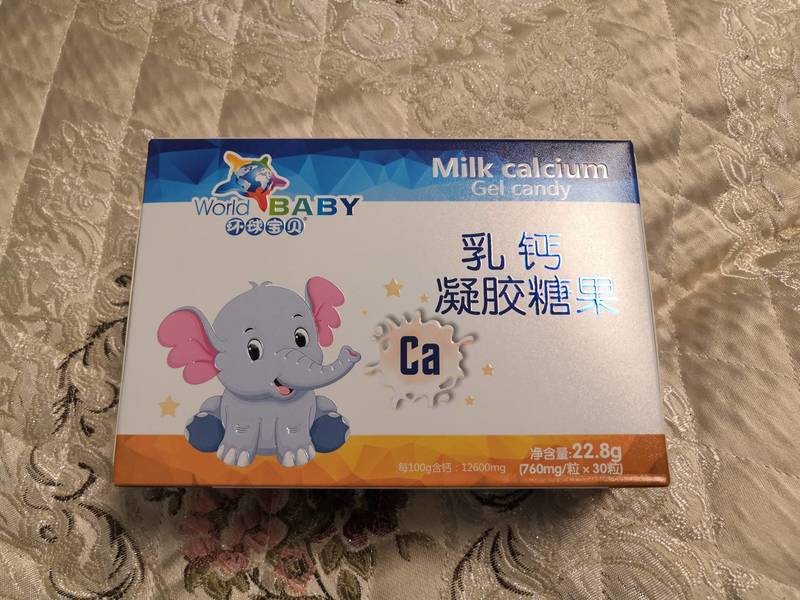 Milk calcium
Gel candy
World BABY
环球宝贝
乳钙
凝胶糖果
Ca
净含量:22.8g
每100g含钙：12600mg
(760mg/粒×30粒)